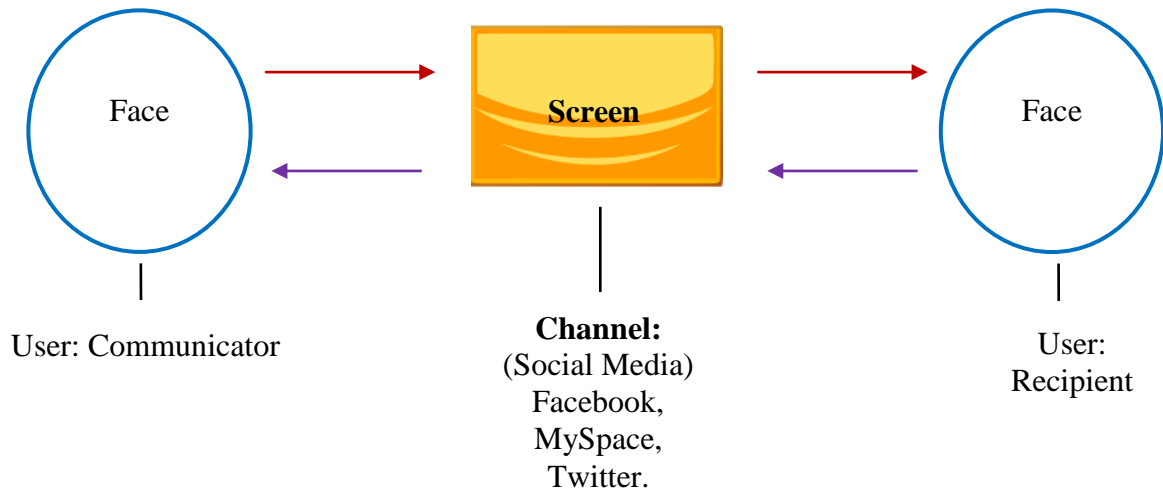 Face
Screen
Face
User: Communicator
Channel:
(Social Media)
Facebook,
MySpace,
Twitter.
User:
Recipient